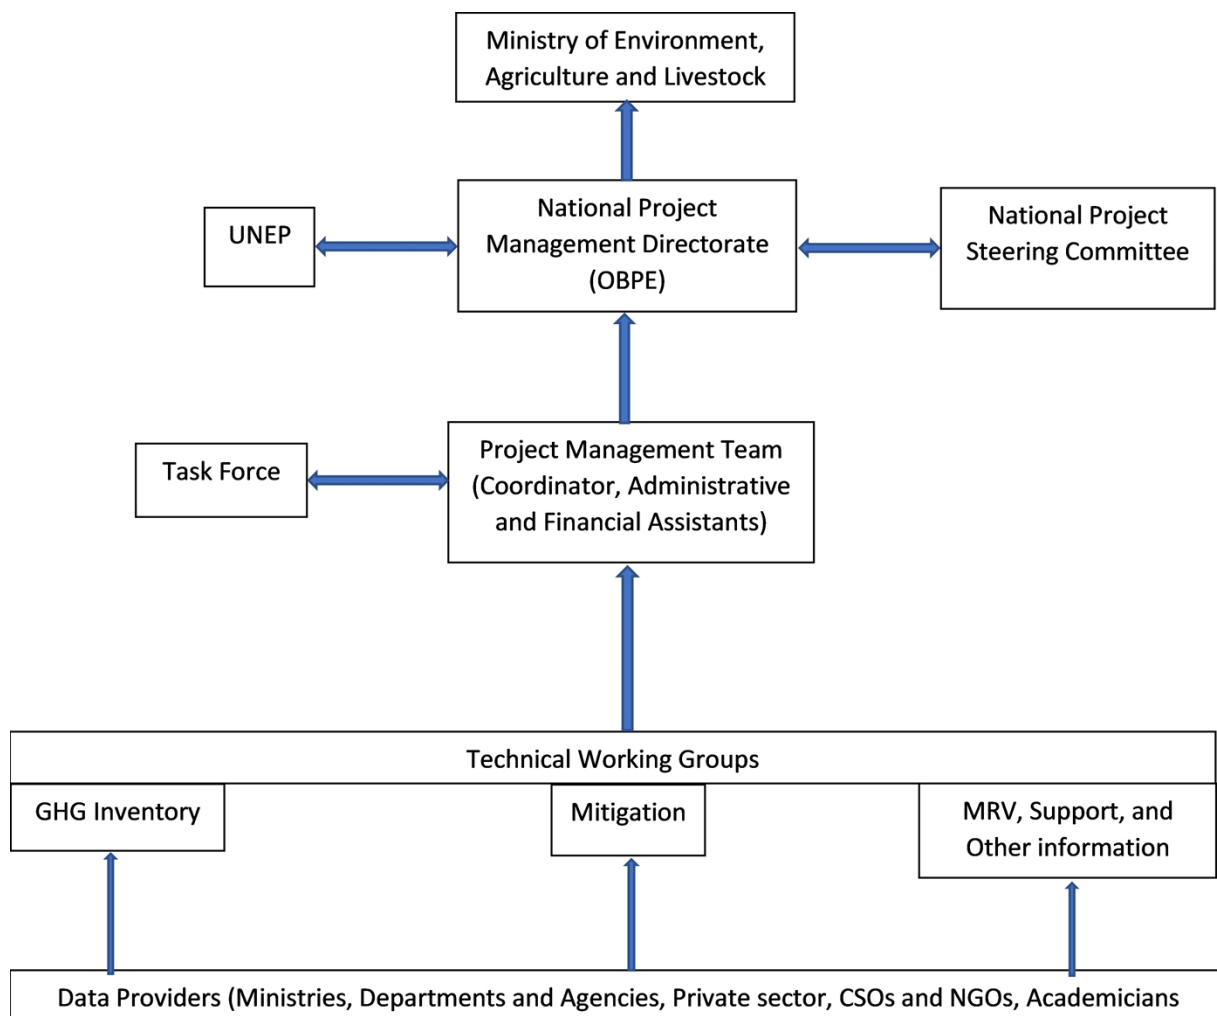 Ministry of Environment,
Agriculture and Livestock
UNEP
National Project
Management Directorate
(OBPE)
National Project
Steering Committee
Task Force
Project Management Team
(Coordinator, Administrative
and Financial Assistants)
Technical Working Groups
GHG Inventory
Mitigation
MRV, Support, and
Other information
Data Providers (Ministries, Departments and Agencies, Private sector, CSOs and NGOs, Academicians